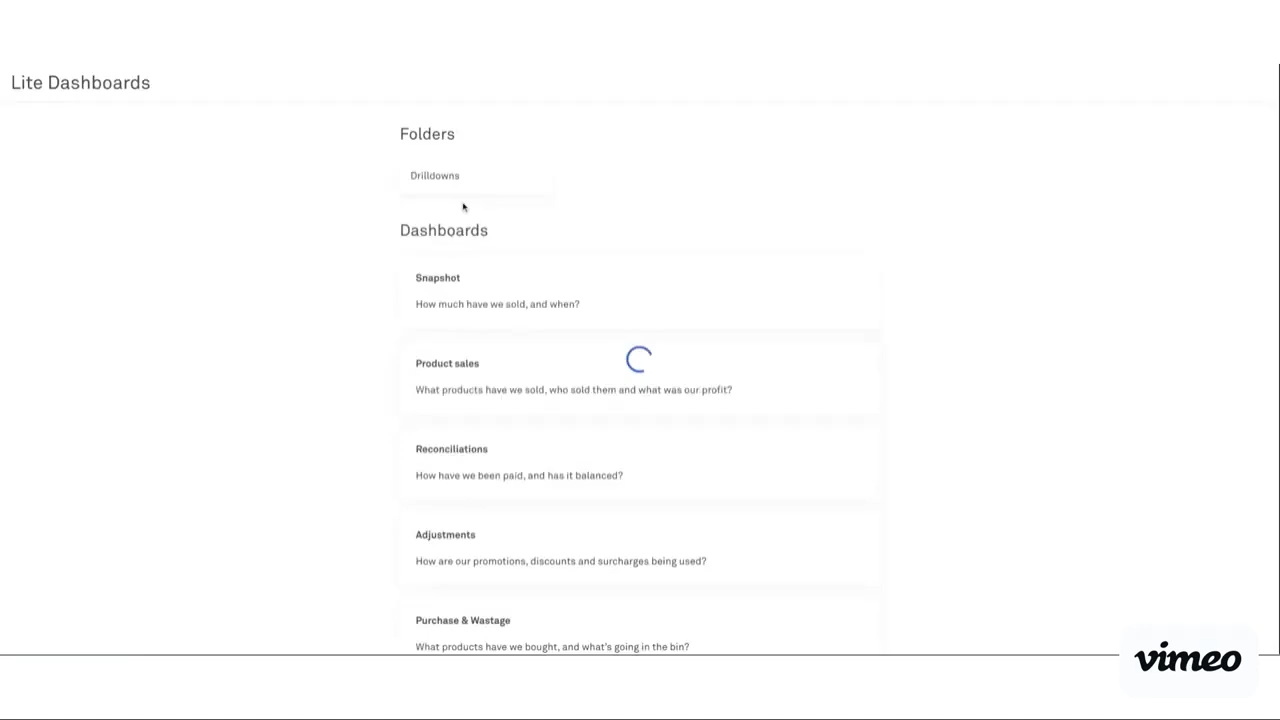 Lite Dashboards
Folders
Drilldowns
Dashboards
Snapshot
How much have we sold, and when?
Product sales
What products have we sold, who sold them and what was our profit?
Reconciliations
How have we been paid, and has it balanced?
Adjustments
How are our promotions, discounts and surcharges being used?
Purchase & Wastage
What products have we bought, and what's going in the bin?
vimeo